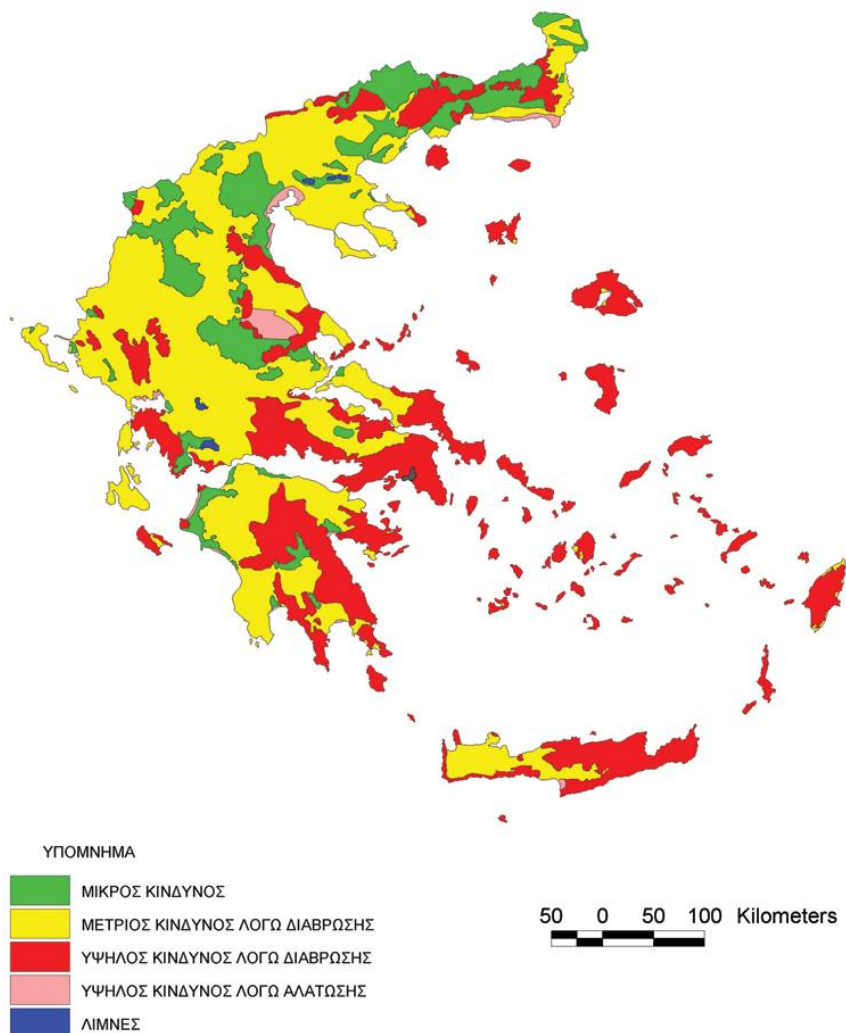 ΥΠΟΜΝΗΜΑ
ΜΙΚΡΟΣ ΚΙΝΔΥΝΟΣ
ΜΕΤΡΙΟΣ ΚΙΝΔΥΝΟΣ ΛΟΓΩ ΔΙΑΒΡΩΣΗΣ
ΥΨΗΛΟΣ ΚΙΝΔΥΝΟΣ ΛΟΓΩ ΔΙΑΒΡΩΣΗΣ
ΥΨΗΛΟΣ ΚΙΝΔΥΝΟΣ ΛΟΓΩ ΑΛΑΤΩΣΗΣ
ΛΙΜΝΕΣ
50 0 50 100 Kilometers